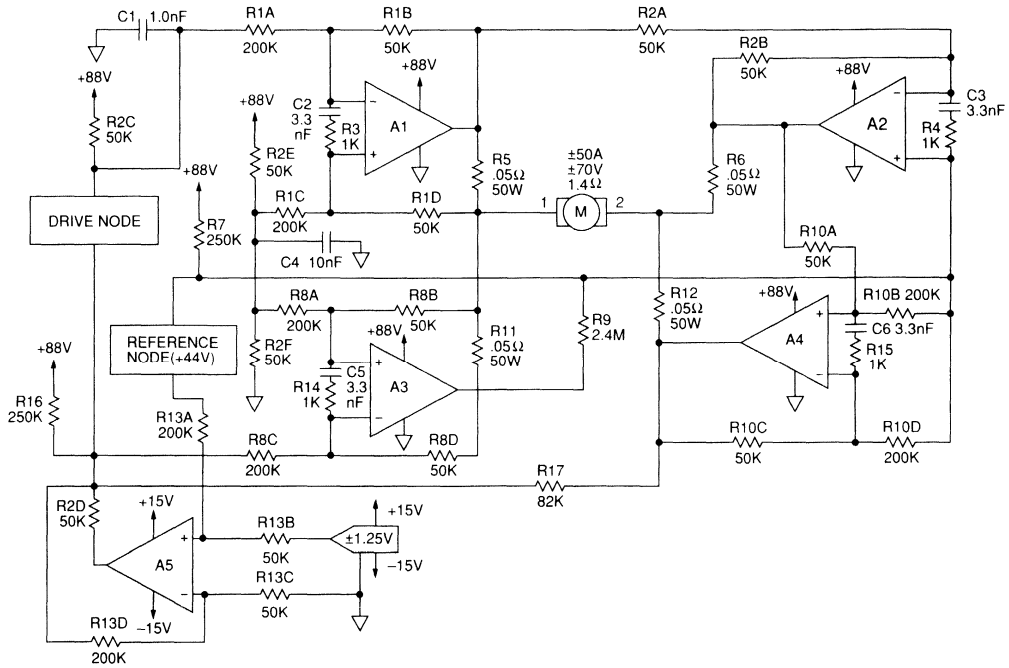 C1 1.0nF
R1A
200K
R1B
50K
R2A
50K
R2B
50K
+88V
R2C
50K
+88V
C2
3.3
nF
R3
1K
−
+
A1
+88V
−
+
A2
+88V
C3
3.3nF
R4
1K
+88V
R2E
50K
R5
.05Ω
50W
±50A
±70V
1.4Ω
1
M
2
R6
.05Ω
50W
DRIVE NODE
+88V
R7
250K
R1C
200K
R1D
50K
C4 10nF
R10A
50K
REFERENCE
NODE(+44V)
R8A
200K
R8B
50K
R9
2.4M
R12
.05Ω
50W
+88V
A4
+
−
R10B 200K
C6 3.3nF
R15
1K
+88V
R16
250K
R2F
50K
+88V
C5
3.3
nF
R14
1K
+
−
A3
R11
.05Ω
50W
R13A
200K
R8C
200K
R8D
50K
R10C
50K
R10D
200K
R17
82K
R2D
50K
+15V
A5
+
−
−15V
R13B
50K
R13C
50K
+15V
±1.25V
−15V
R13D
200K